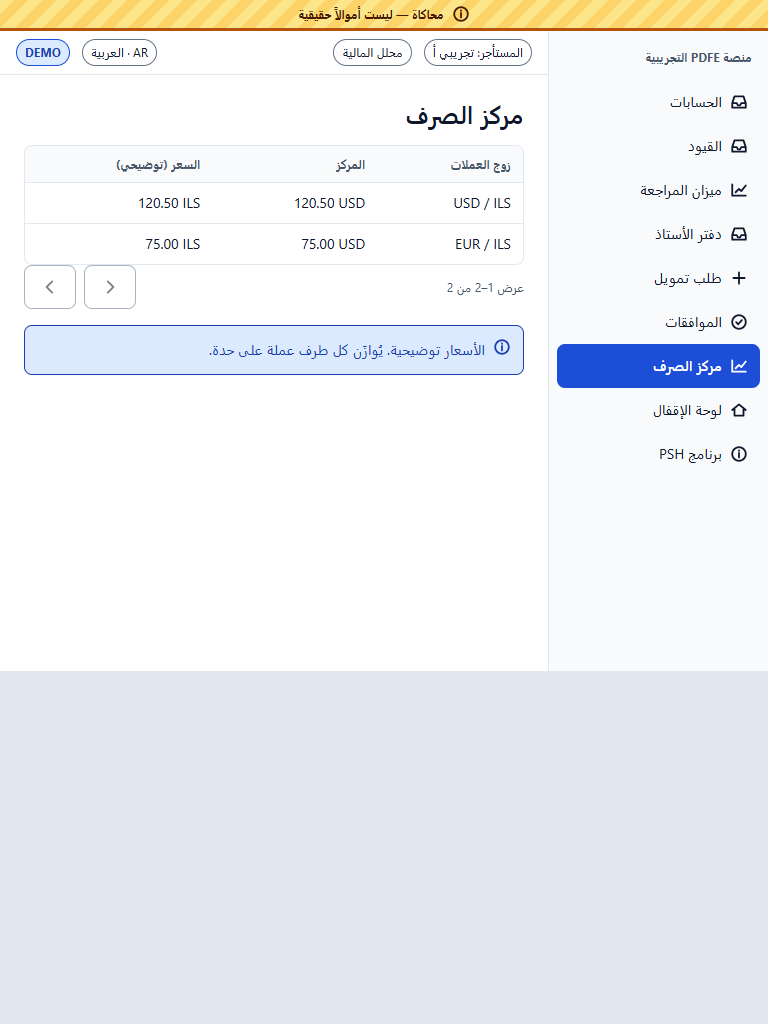 محاكاة — ليست أموالاً حقيقية
منصة PDFE التجريبية
الحسابات
القيود
ميزان المراجعة
دفتر الأستاذ
طلب تمويل
الموافقات
مركز الصرف
لوحة الإقفال
برنامج PSH
المستأجر: تجريبي أ
محلل المالية
AR · العربية
DEMO
مركز الصرف
زوج العملات المركز السعر (توضيحي)
USD / ILS 120.50 USD 120.50 ILS
EUR / ILS 75.00 USD 75.00 ILS
عرض 1–2 من 2
الأسعار توضيحية. يُوازَن كل طرف عملة على حدة.